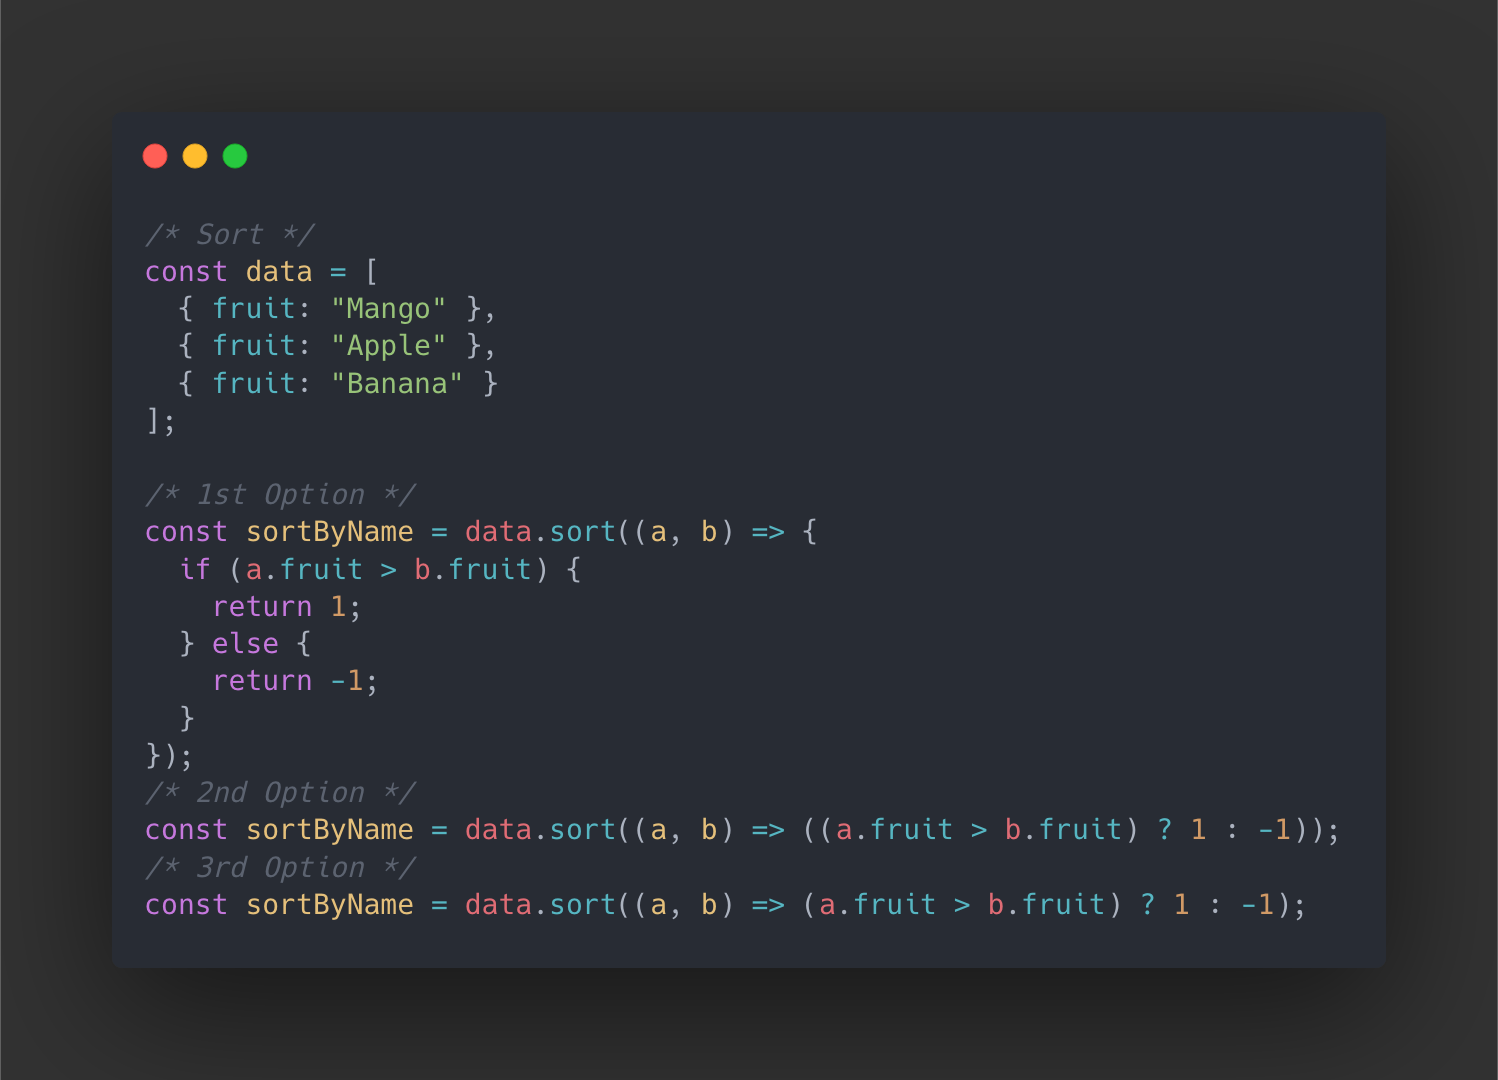 /* Sort */
const data = [
  { fruit: "Mango" },
  { fruit: "Apple" },
  { fruit: "Banana" }
];

/* 1st Option */
const sortByName = data.sort((a, b) => {
  if (a.fruit > b.fruit) {
    return 1;
  } else {
    return -1;
  }
});
/* 2nd Option */
const sortByName = data.sort((a, b) => ((a.fruit > b.fruit) ? 1 : -1));
/* 3rd Option */
const sortByName = data.sort((a, b) => (a.fruit > b.fruit) ? 1 : -1);